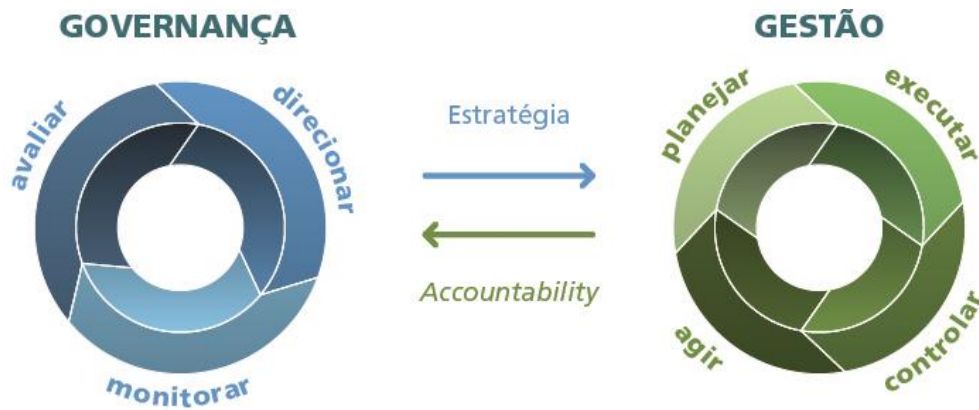 GOVERNANÇA
avaliar
direcionar
monitorar
Estratégia
Accountability
GESTÃO
planejar
executar
controlar
agir